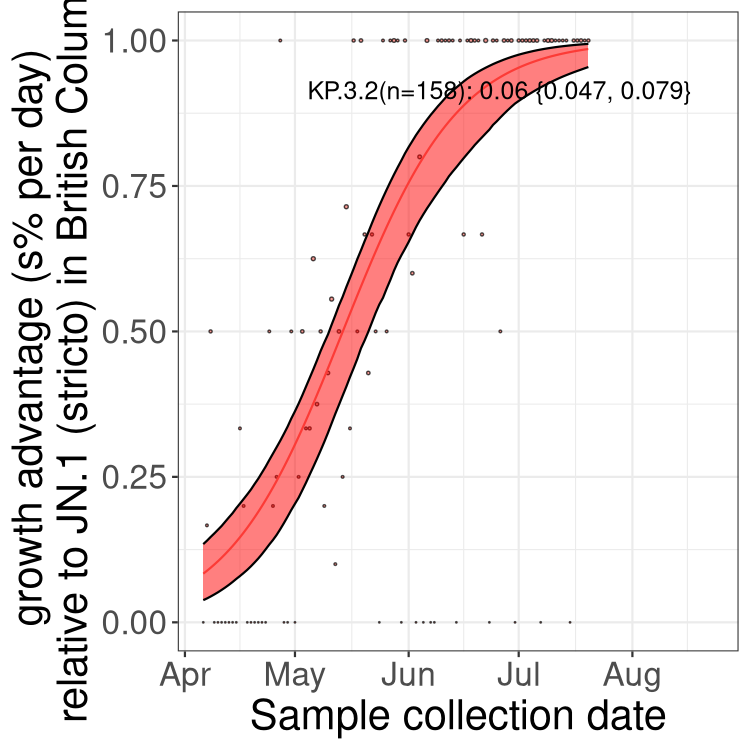 growth advantage (s% per day)
relative to JN.1 (stricto) in British Colum
1.00
0.75
0.50
0.25
0.00
KP.3.2(n=158): 0.06 {0.047, 0.079}
Apr May Jun Jul Aug
Sample collection date